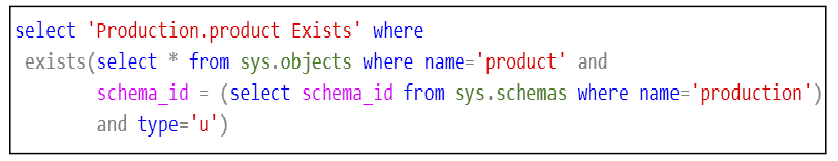 select 'Production.product Exists' where
exists(select * from sys.objects where name='product' and
schema_id = (select schema_id from sys.schemas where name='production')
and type='u')